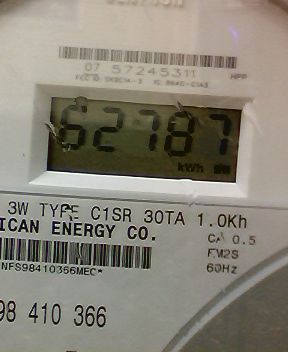 07 57245311
HPP
62787
kWh
3W TYPE C1SR 30TA 1.0Kh
ICAN ENERGY CO.
CA 0.5
FM2S
60Hz
NFS98410366MEC*
98 410 366